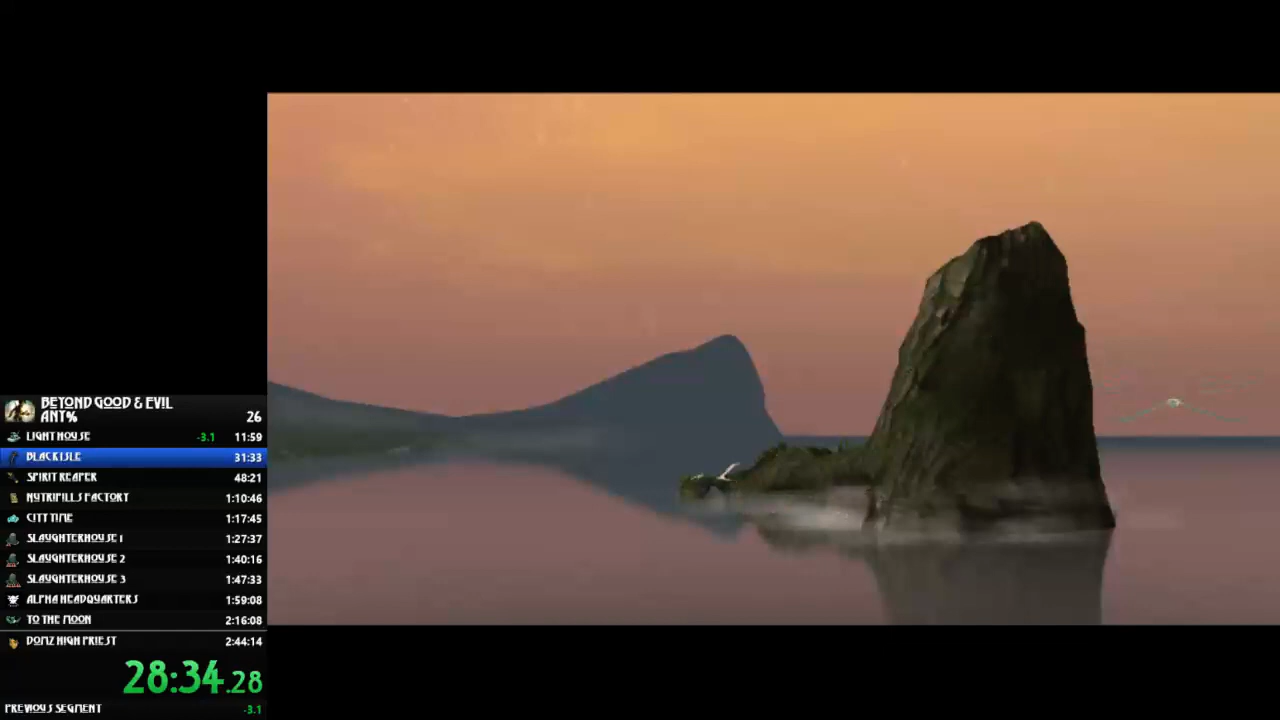 BEYOND GOOD & EVIL
ANY% 26
LIGHTHOUSE -3.1 11:59
BLACK ISLE 31:33
SPIRIT REAPER 48:21
NUTRIPILLS FACTORY 1:10:46
CITY TIME 1:17:45
SLAUGHTERHOUSE 1 1:27:37
SLAUGHTERHOUSE 2 1:40:16
SLAUGHTERHOUSE 3 1:47:33
ALPHA HEADQUARTERS 1:59:08
TO THE MOON 2:16:08
DOMZ HIGH PRIEST 2:44:14
28:34.28
PREVIOUS SEGMENT -3.1